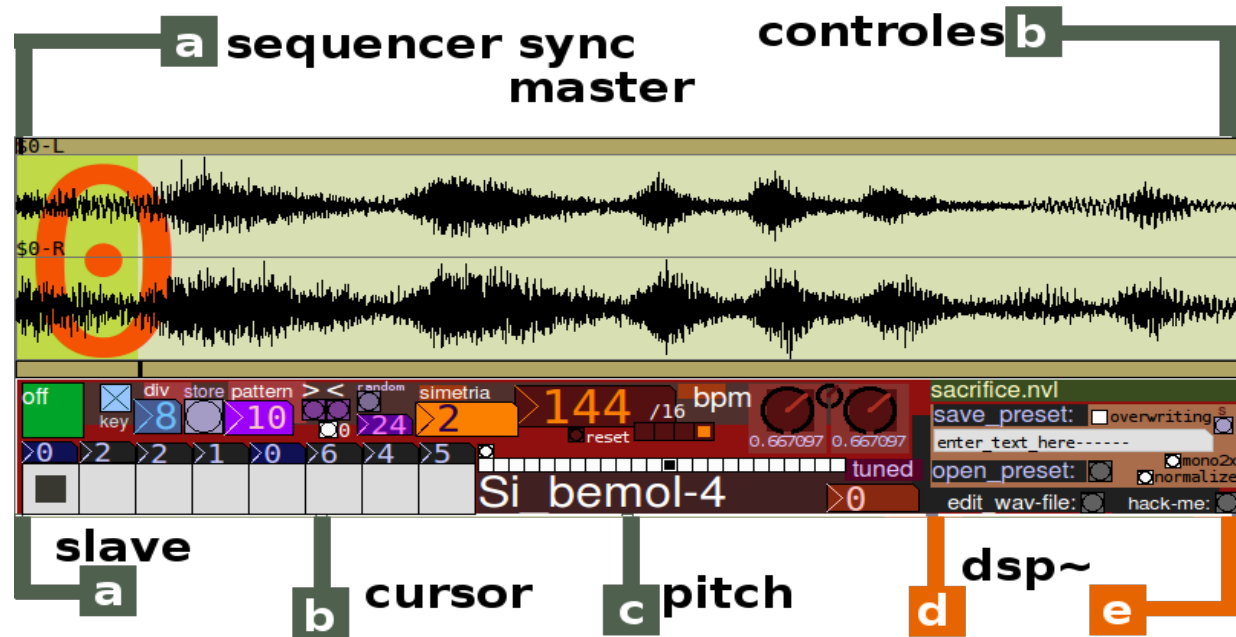 a sequencer sync
master
controles b
$0-L
$0-R
0
off
key
div
8
store
pattern
10
> <
0
random
24
simetria
2
144 /16 bpm
reset
0.667097 0.667097
0 2 2 1 0 6 4 5
Si_bemol-4
tuned
0
sacrifice.nvl
save_preset: overwriting s
enter_text_here------
open_preset: mono2x
normalize
edit_wav-file: hack-me:
slave
a
b cursor
c pitch
d dsp~
e